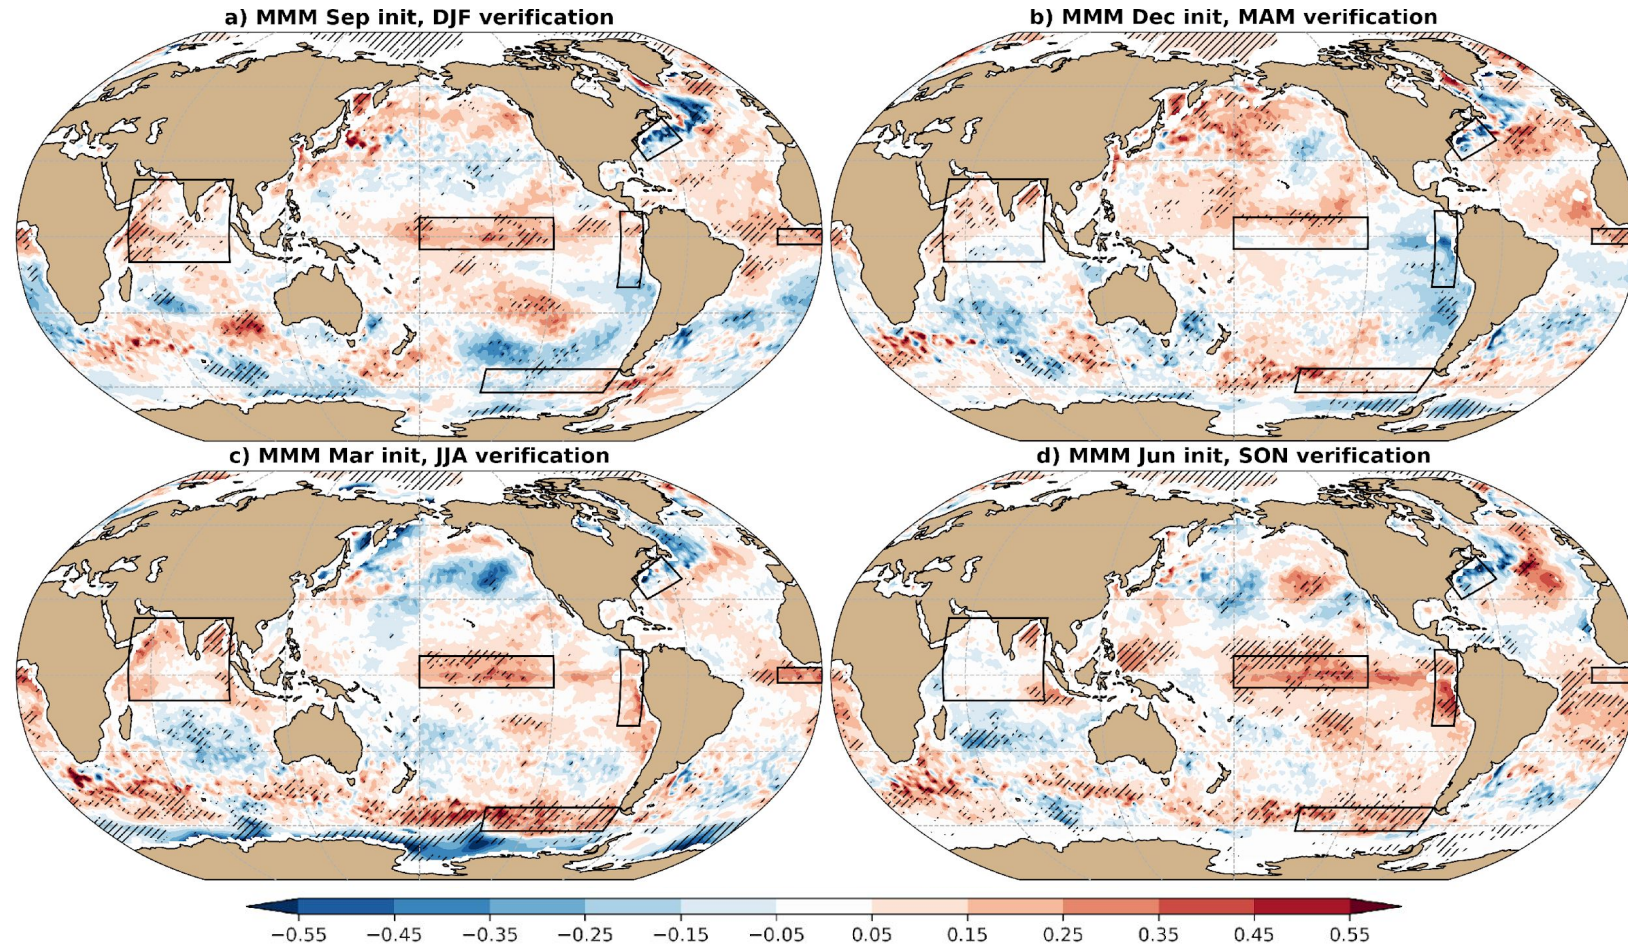 a) MMM Sep init, DJF verification
b) MMM Dec init, MAM verification
c) MMM Mar init, JJA verification
d) MMM Jun init, SON verification
−0.55 −0.45 −0.35 −0.25 −0.15 −0.05 0.05 0.15 0.25 0.35 0.45 0.55